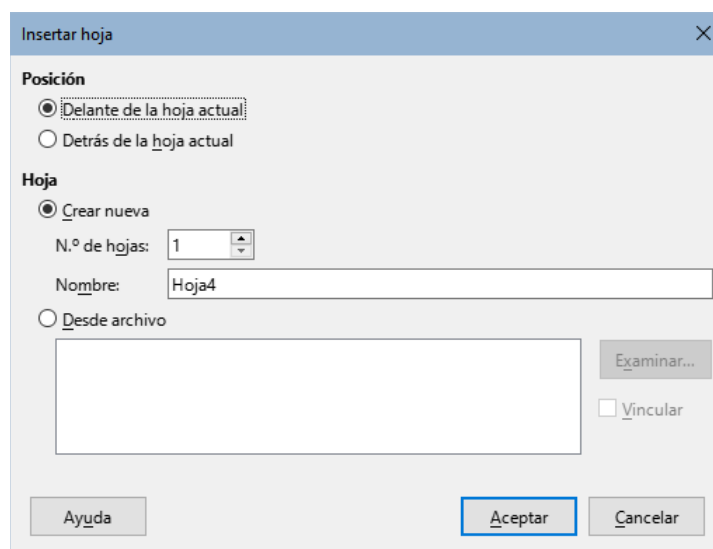 Insertar hoja
Posición
Delante de la hoja actual
Detrás de la hoja actual
Hoja
Crear nueva
N.º de hojas: 1
Nombre: Hoja4
Desde archivo
Examinar...
Vincular
Ayuda Aceptar Cancelar